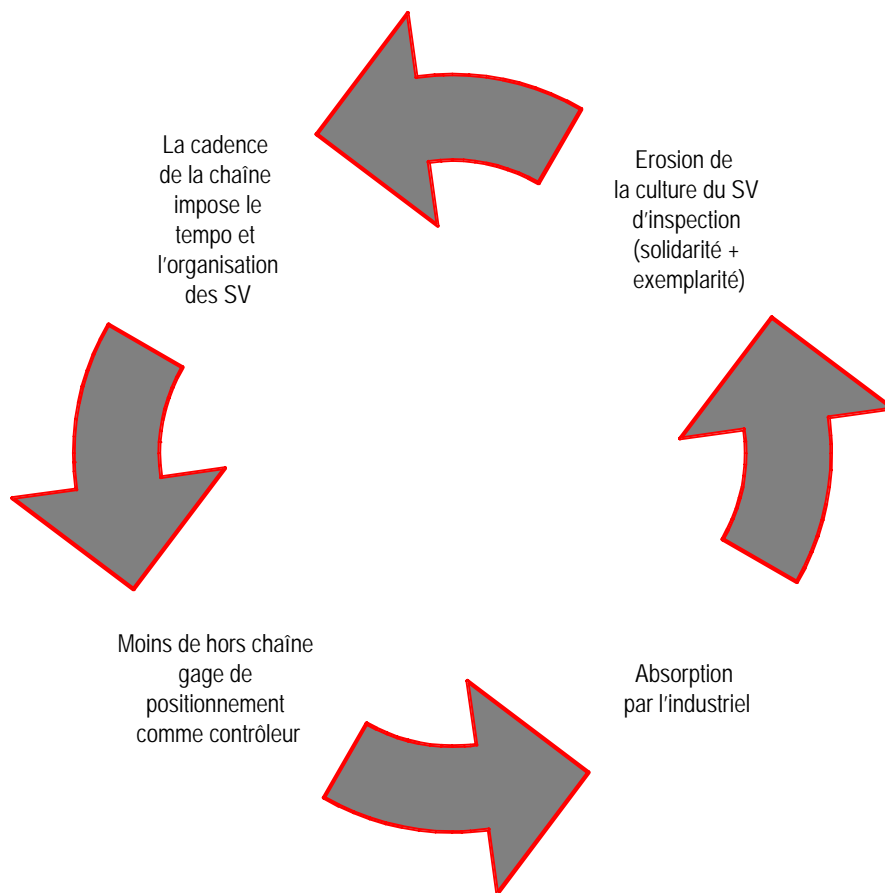 La cadence
de la chaîne
impose le
tempo et
l'organisation
des SV
Erosion de
la culture du SV
d'inspection
(solidarité +
exemplarité)
Moins de hors chaîne
gage de
positionnement
comme contrôleur
Absorption
par l'industriel